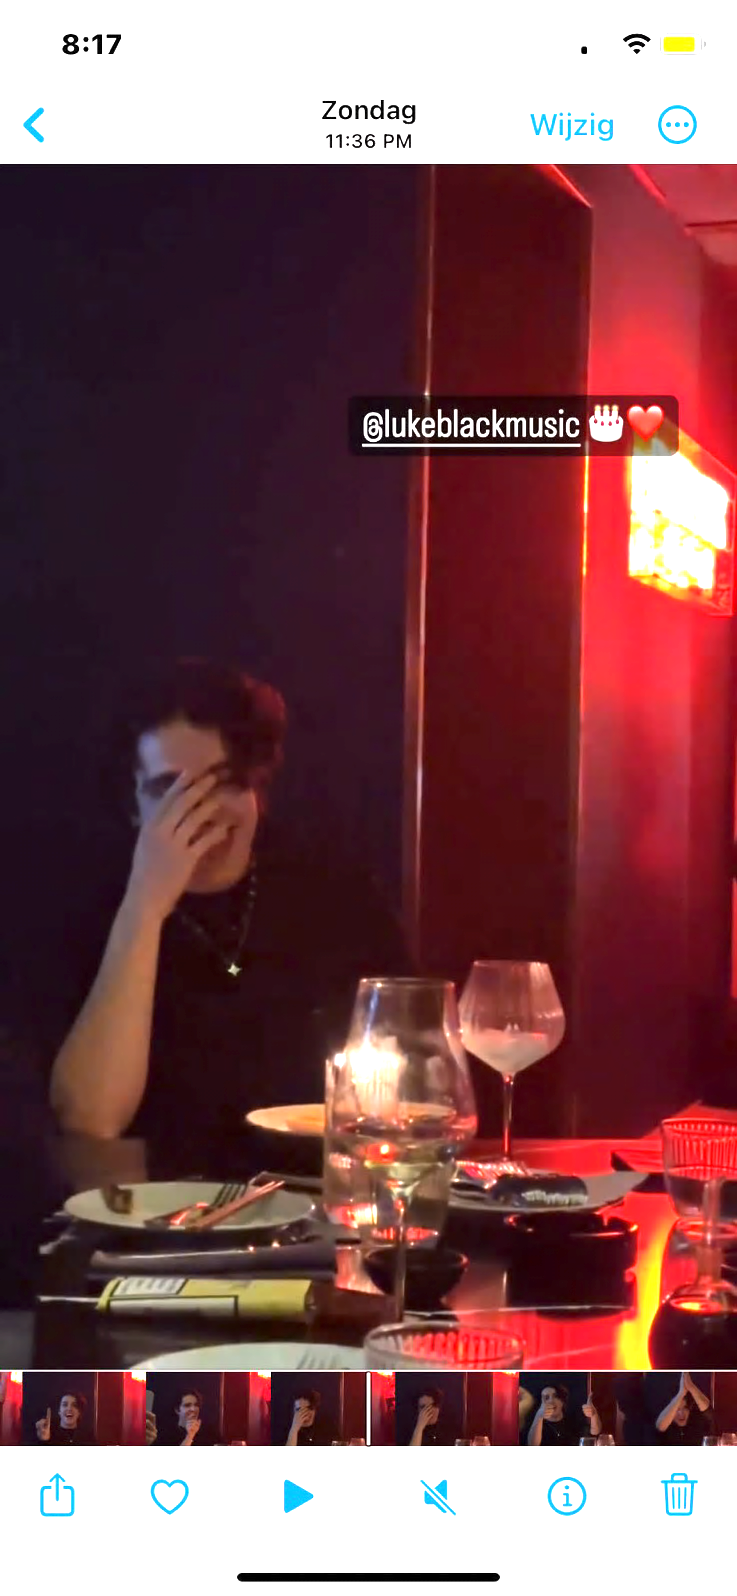 8:17
Zondag
11:36 PM
Wijzig
@lukeblackmusic 🎂❤️